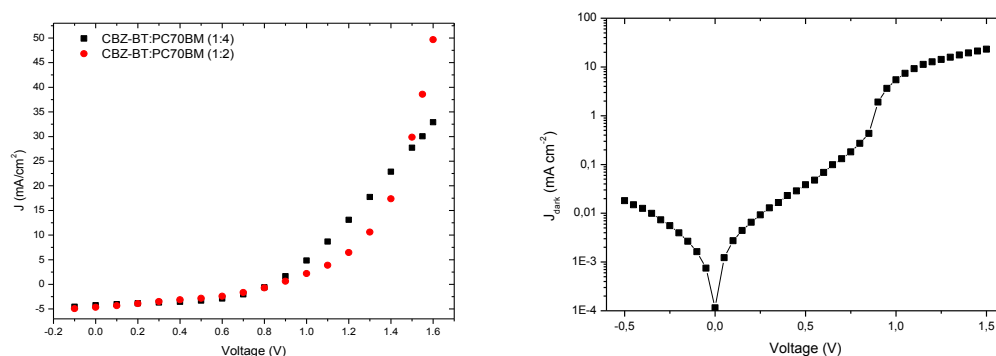 50
45
40
35
30
25
20
15
10
5
0
-5
J (mA/cm²)
CBZ-BT:PC70BM (1:4)
CBZ-BT:PC70BM (1:2)
-0.2 0.0 0.2 0.4 0.6 0.8 1.0 1.2 1.4 1.6
Voltage (V)
100
10
1
0,1
0,01
1E-3
1E-4
J_dark (mA cm⁻²)
-0,5 0,0 0,5 1,0 1,5
Voltage (V)